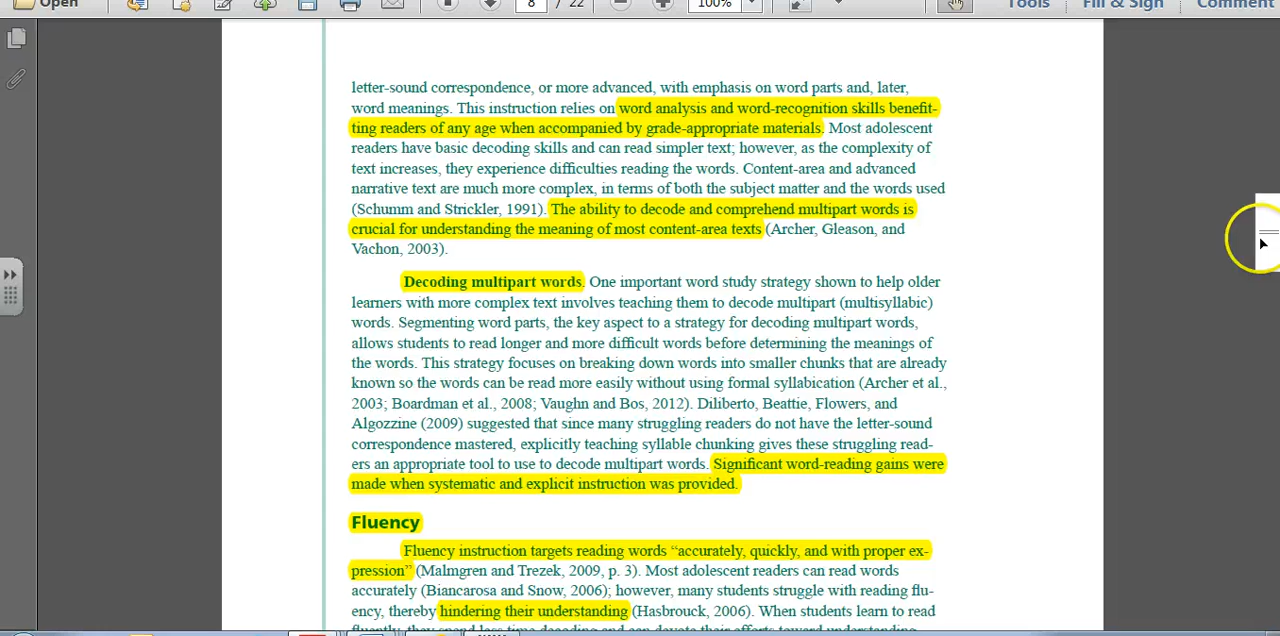 Open 8 / 22 100% Tools Fill & Sign Comment
letter-sound correspondence, or more advanced, with emphasis on word parts and, later,
word meanings. This instruction relies on word analysis and word-recognition skills benefit-
ting readers of any age when accompanied by grade-appropriate materials. Most adolescent
readers have basic decoding skills and can read simpler text; however, as the complexity of
text increases, they experience difficulties reading the words. Content-area and advanced
narrative text are much more complex, in terms of both the subject matter and the words used
(Schumm and Strickler, 1991). The ability to decode and comprehend multipart words is
crucial for understanding the meaning of most content-area texts (Archer, Gleason, and
Vachon, 2003).
Decoding multipart words. One important word study strategy shown to help older
learners with more complex text involves teaching them to decode multipart (multisyllabic)
words. Segmenting word parts, the key aspect to a strategy for decoding multipart words,
allows students to read longer and more difficult words before determining the meanings of
the words. This strategy focuses on breaking down words into smaller chunks that are already
known so the words can be read more easily without using formal syllabication (Archer et al.,
2003; Boardman et al., 2008; Vaughn and Bos, 2012). Diliberto, Beattie, Flowers, and
Algozzine (2009) suggested that since many struggling readers do not have the letter-sound
correspondence mastered, explicitly teaching syllable chunking gives these struggling read-
ers an appropriate tool to use to decode multipart words. Significant word-reading gains were
made when systematic and explicit instruction was provided.
Fluency
Fluency instruction targets reading words “accurately, quickly, and with proper ex-
pression” (Malmgren and Trezek, 2009, p. 3). Most adolescent readers can read words
accurately (Biancarosa and Snow, 2006); however, many students struggle with reading flu-
ency, thereby hindering their understanding (Hasbrouck, 2006). When students learn to read
fluently, they spend less time decoding and can devote their efforts toward understanding